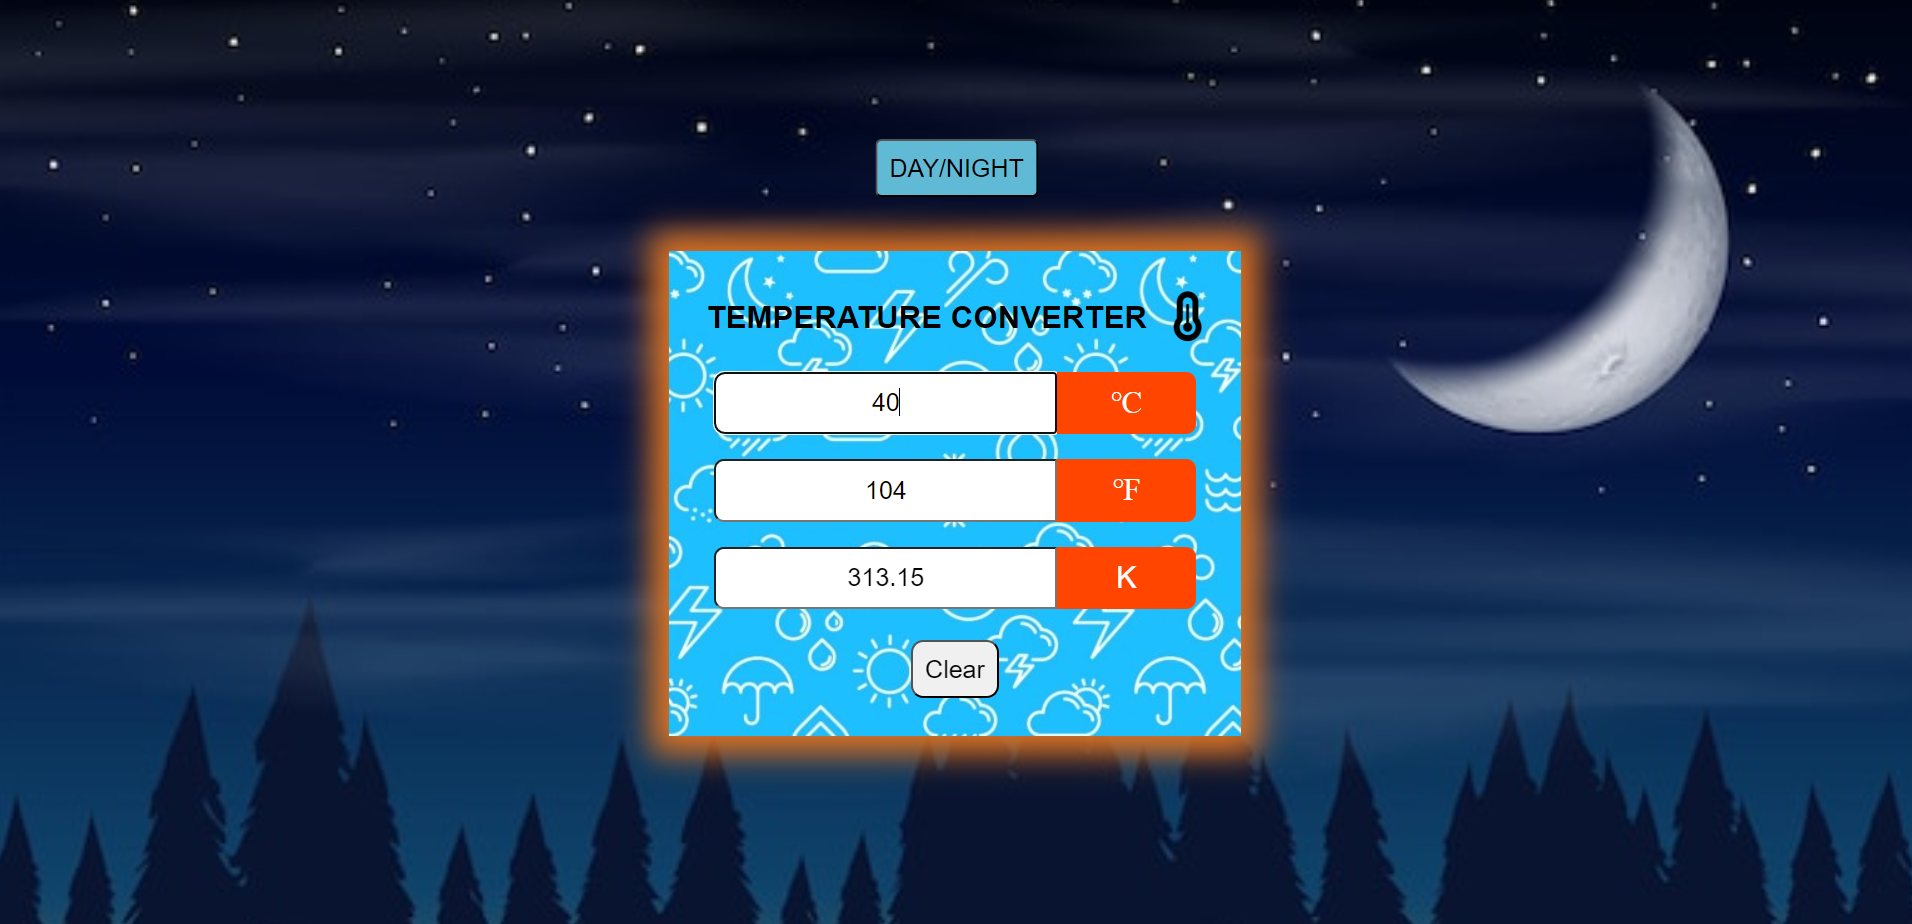 DAY/NIGHT
TEMPERATURE CONVERTER
40 °C
104 °F
313.15 K
Clear